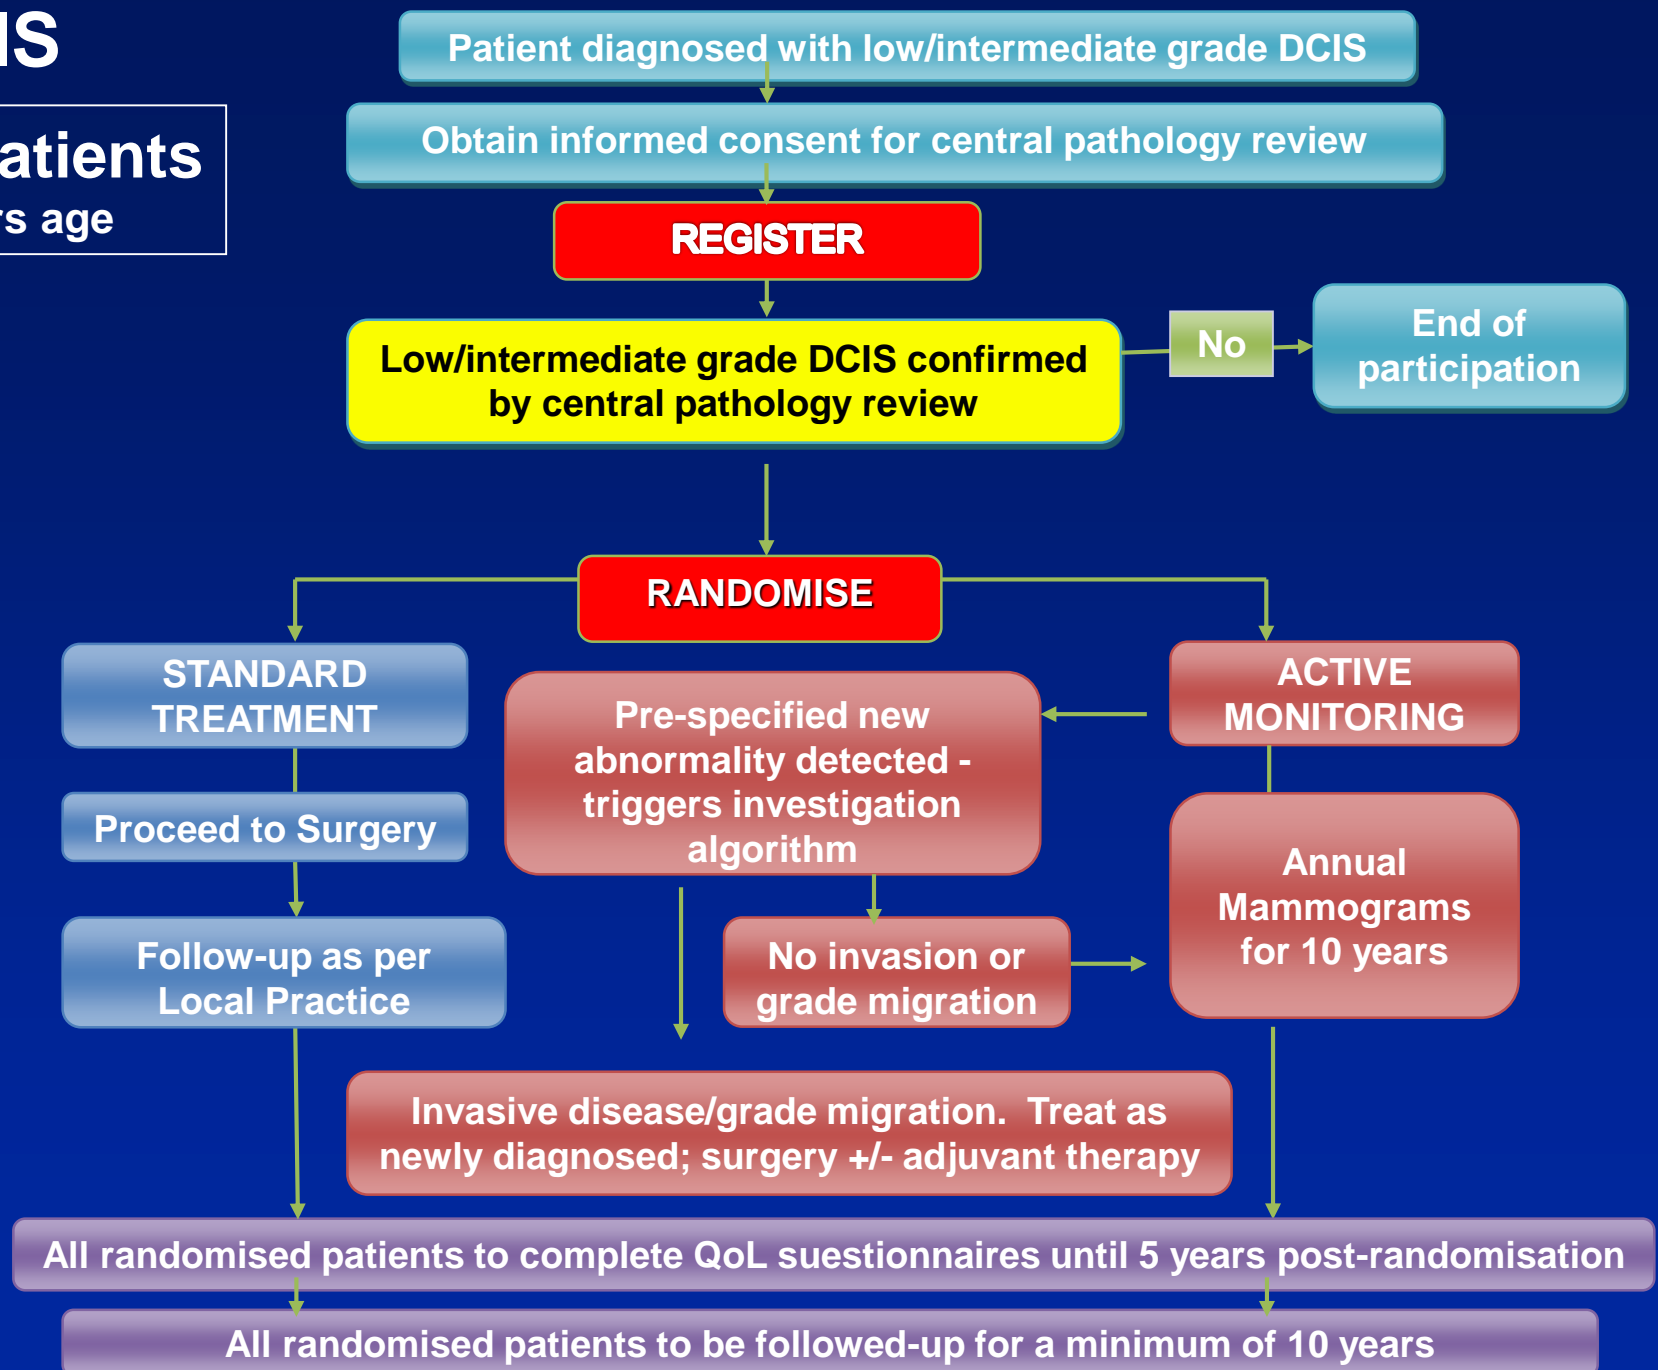 IS
atients
rs age
Patient diagnosed with low/intermediate grade DCIS
Obtain informed consent for central pathology review
REGISTER
Low/intermediate grade DCIS confirmed
by central pathology review
No
End of
participation
RANDOMISE
STANDARD
TREATMENT
Proceed to Surgery
Follow-up as per
Local Practice
Pre-specified new
abnormality detected -
triggers investigation
algorithm
No invasion or
grade migration
ACTIVE
MONITORING
Annual
Mammograms
for 10 years
Invasive disease/grade migration.  Treat as
newly diagnosed; surgery +/- adjuvant therapy
All randomised patients to complete QoL suestionnaires until 5 years post-randomisation
All randomised patients to be followed-up for a minimum of 10 years